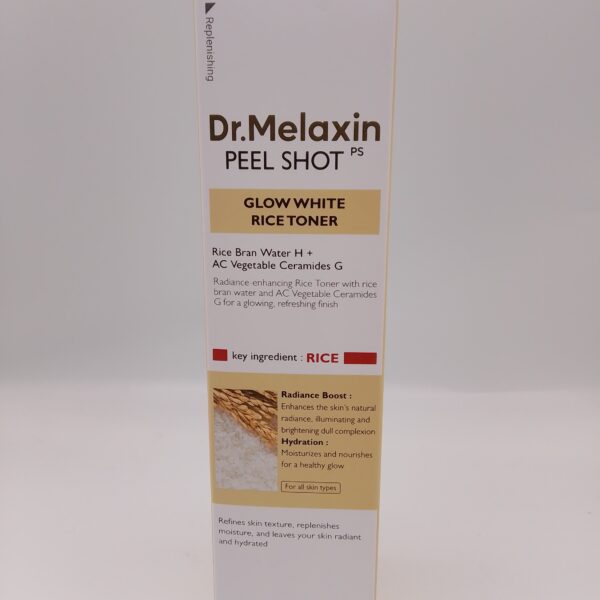 Replenishing
Dr.Melaxin
PEEL SHOT PS
GLOW WHITE
RICE TONER
Rice Bran Water H +
AC Vegetable Ceramides G
Radiance-enhancing Rice Toner with rice
bran water and AC Vegetable Ceramides
G for a glowing, refreshing finish
key ingredient : RICE
Radiance Boost :
Enhances the skin's natural
radiance, illuminating and
brightening dull complexion
Hydration :
Moisturizes and nourishes
for a healthy glow
For all skin types
Refines skin texture, replenishes
moisture, and leaves your skin radiant
and hydrated